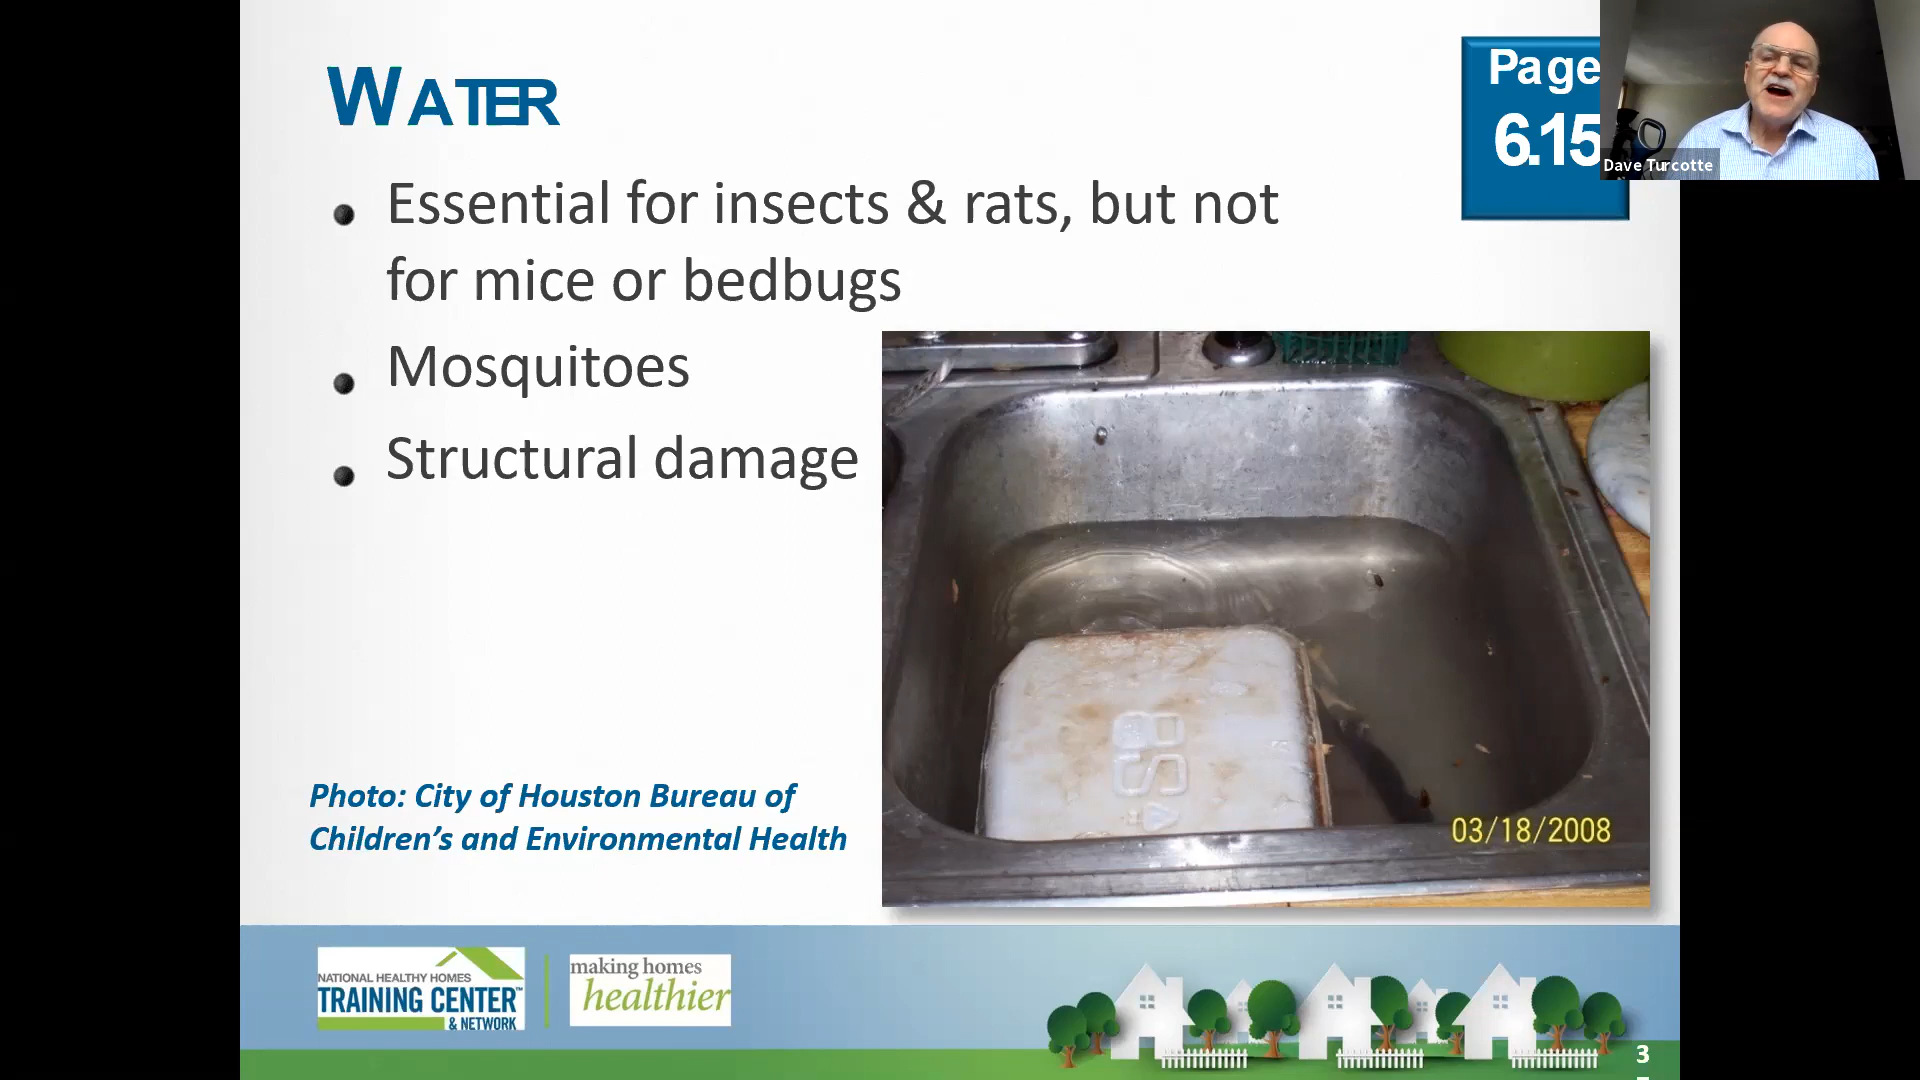 WATER
Page
6.15
Dave Turcotte
Essential for insects & rats, but not
for mice or bedbugs
Mosquitoes
Structural damage
03/18/2008
Photo: City of Houston Bureau of
Children's and Environmental Health
NATIONAL HEALTHY HOMES
TRAINING CENTER™
& NETWORK
making homes
healthier
3